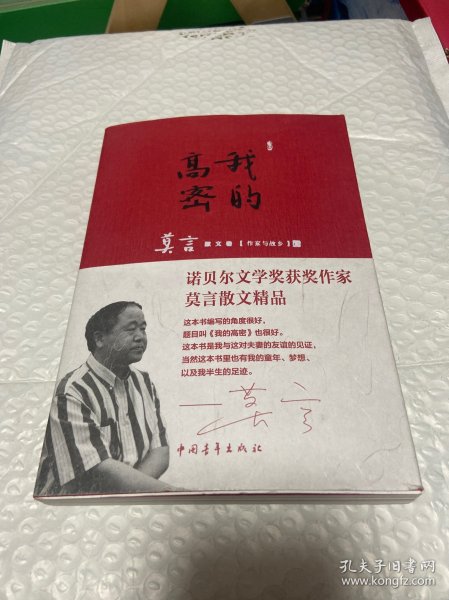 我的
高密
莫言 散文卷 【作家与故乡】
诺贝尔文学奖获奖作家
莫言散文精品
这本书编写的角度很好，
题目叫《我的高密》也很好。
这本书是我与这对夫妻的友谊的见证，
当然这本书里也有我的童年、梦想、
以及我半生的足迹。
莫言
中国青年出版社
孔夫子旧书网
www.kongfz.com